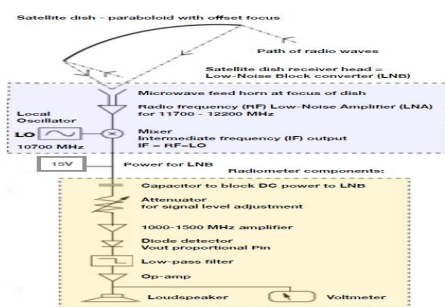 Satellite dish - paraboloid with offset focus
Path of radio waves
Satellite dish receiver head =
Low-Noise Block converter (LNB)
Microwave feed horn at focus of dish
Radio frequency (RF) Low-Noise Amplifier (LNA)
for 11700 - 12200 MHz
Local
Oscillator
LO
10700 MHz
Mixer
Intermediate frequency (IF) output
IF = RF-LO
15V
Power for LNB
Radiometer components:
Capacitor to block DC power to LNB
Attenuator
for signal level adjustment
1000-1500 MHz amplifier
Diode detector
Vout proportional Pin
Low-pass filter
Op-amp
Loudspeaker
Voltmeter